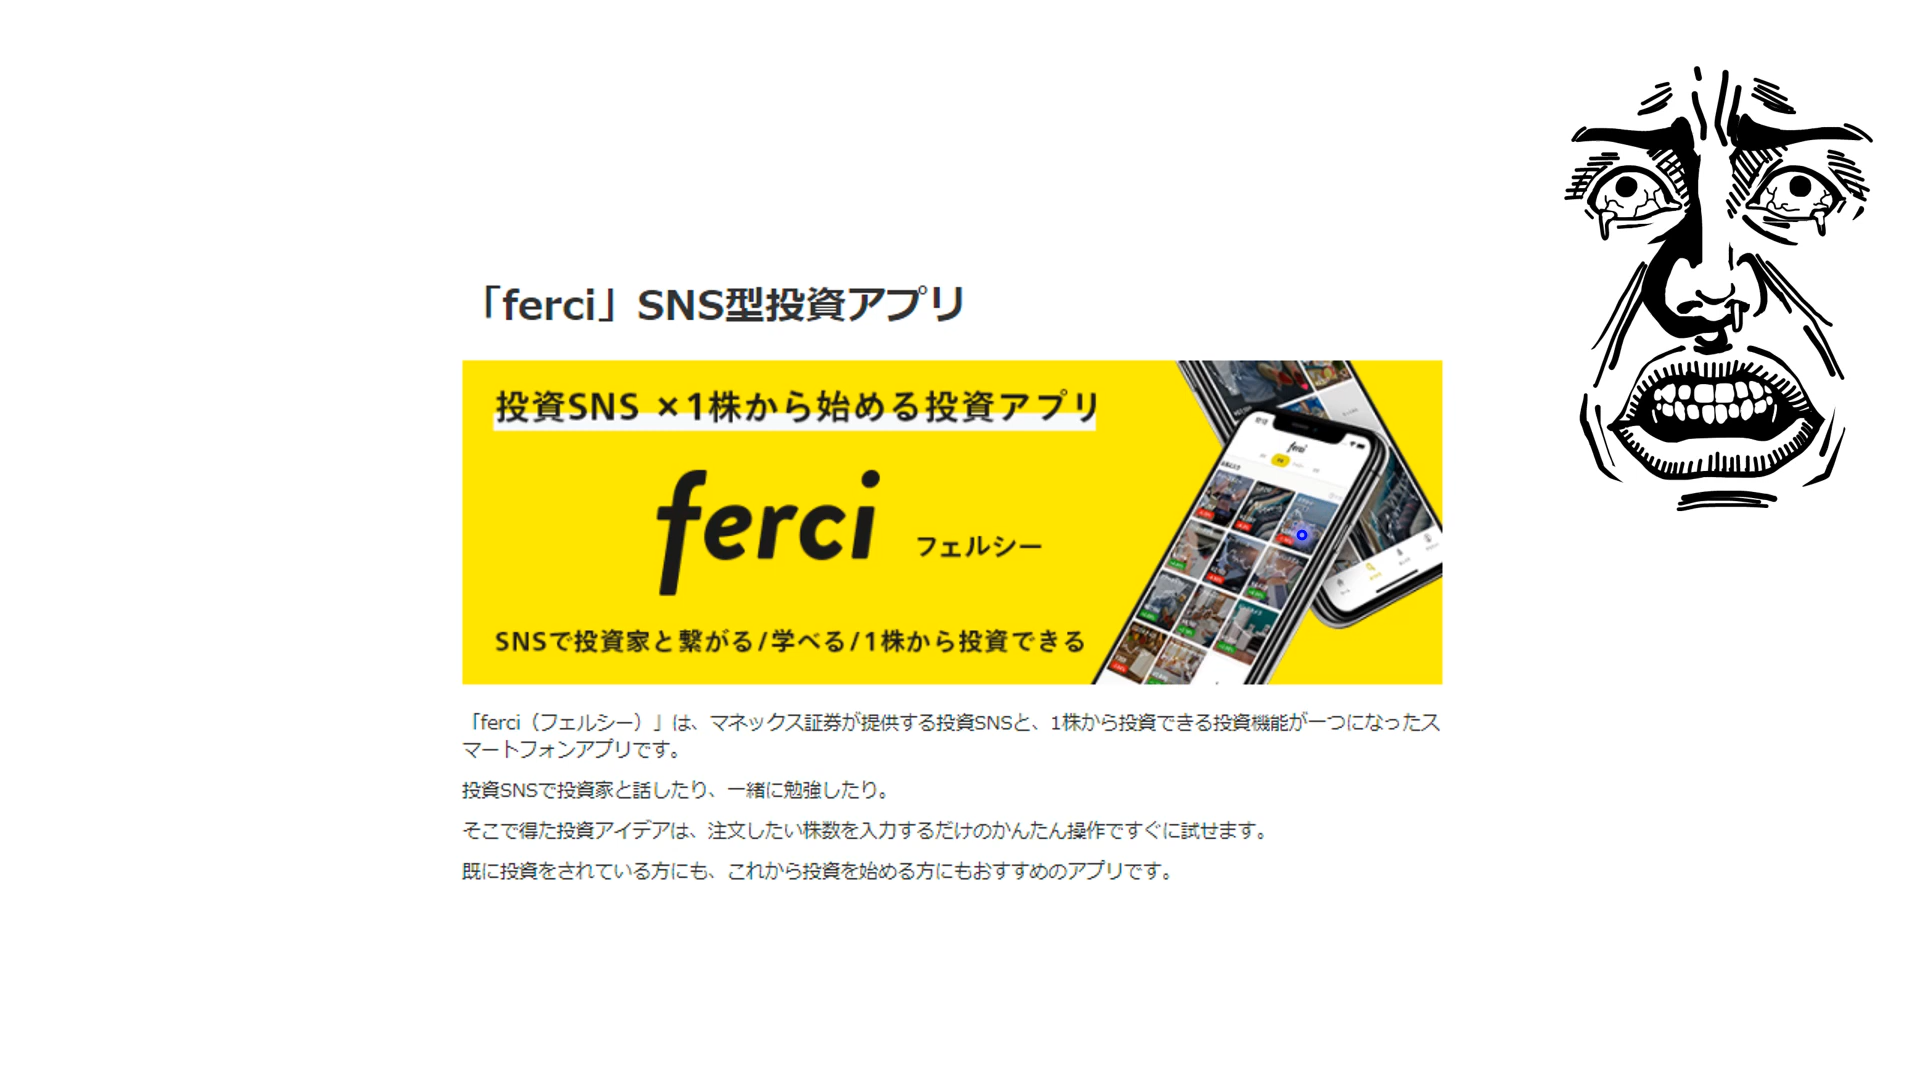 「ferci」SNS型投資アプリ
投資SNS ×1株から始める投資アプリ
ferci フェルシー
SNSで投資家と繋がる/学べる/1株から投資できる
ferci
「ferci（フェルシー）」は、マネックス証券が提供する投資SNSと、1株から投資できる投資機能が一つになったス
マートフォンアプリです。
投資SNSで投資家と話したり、一緒に勉強したり。
そこで得た投資アイデアは、注文したい株数を入力するだけのかんたん操作ですぐに試せます。
既に投資をされている方にも、これから投資を始める方にもおすすめのアプリです。